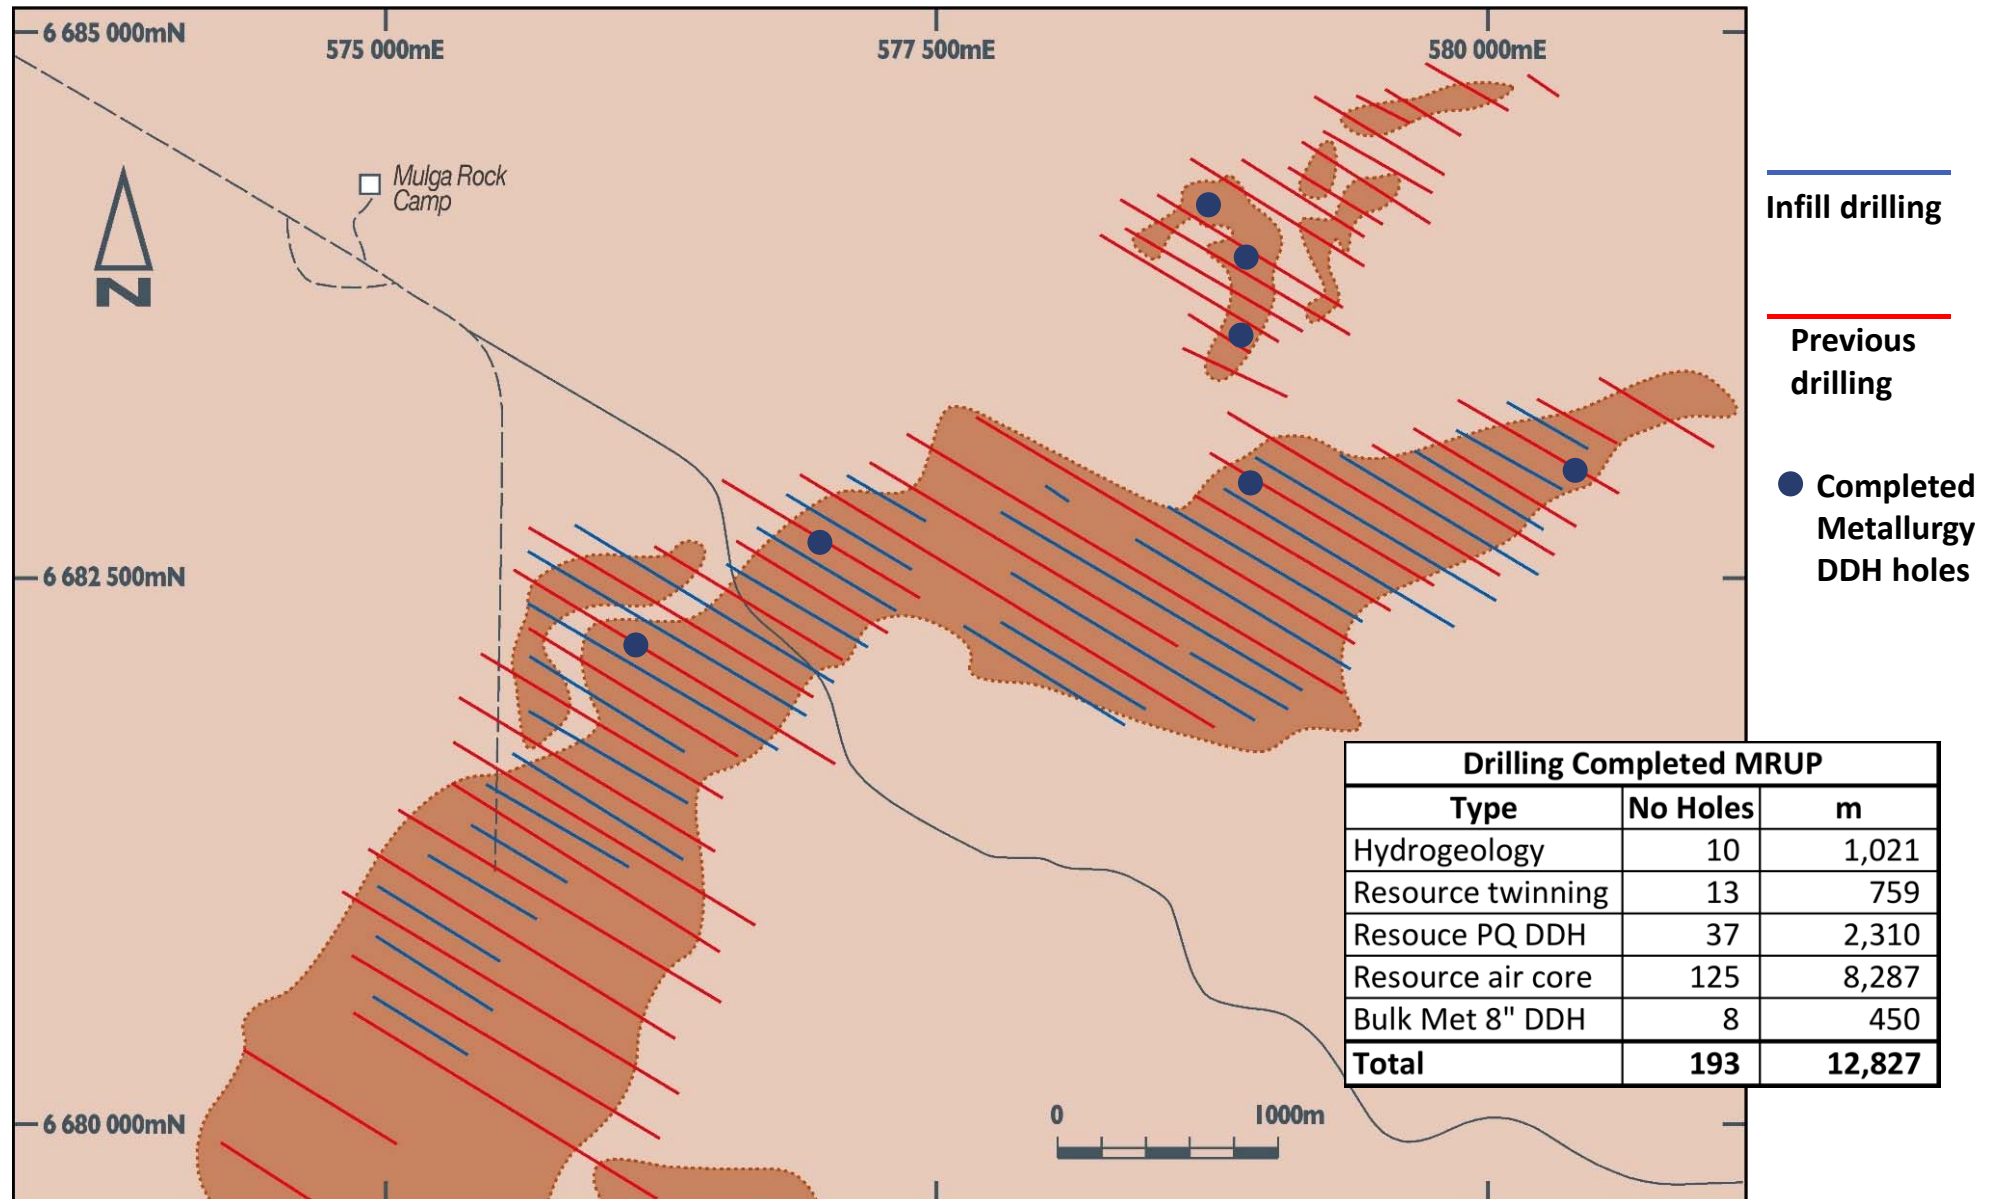 6 685 000mN
575 000mE
577 500mE
580 000mE
Mulga Rock
Camp
N
6 682 500mN
6 680 000mN
0
1000m
Infill drilling
Previous
drilling
Completed
Metallurgy
DDH holes
Drilling Completed MRUP
Type No Holes m
Hydrogeology 10 1,021
Resource twinning 13 759
Resouce PQ DDH 37 2,310
Resource air core 125 8,287
Bulk Met 8" DDH 8 450
Total 193 12,827